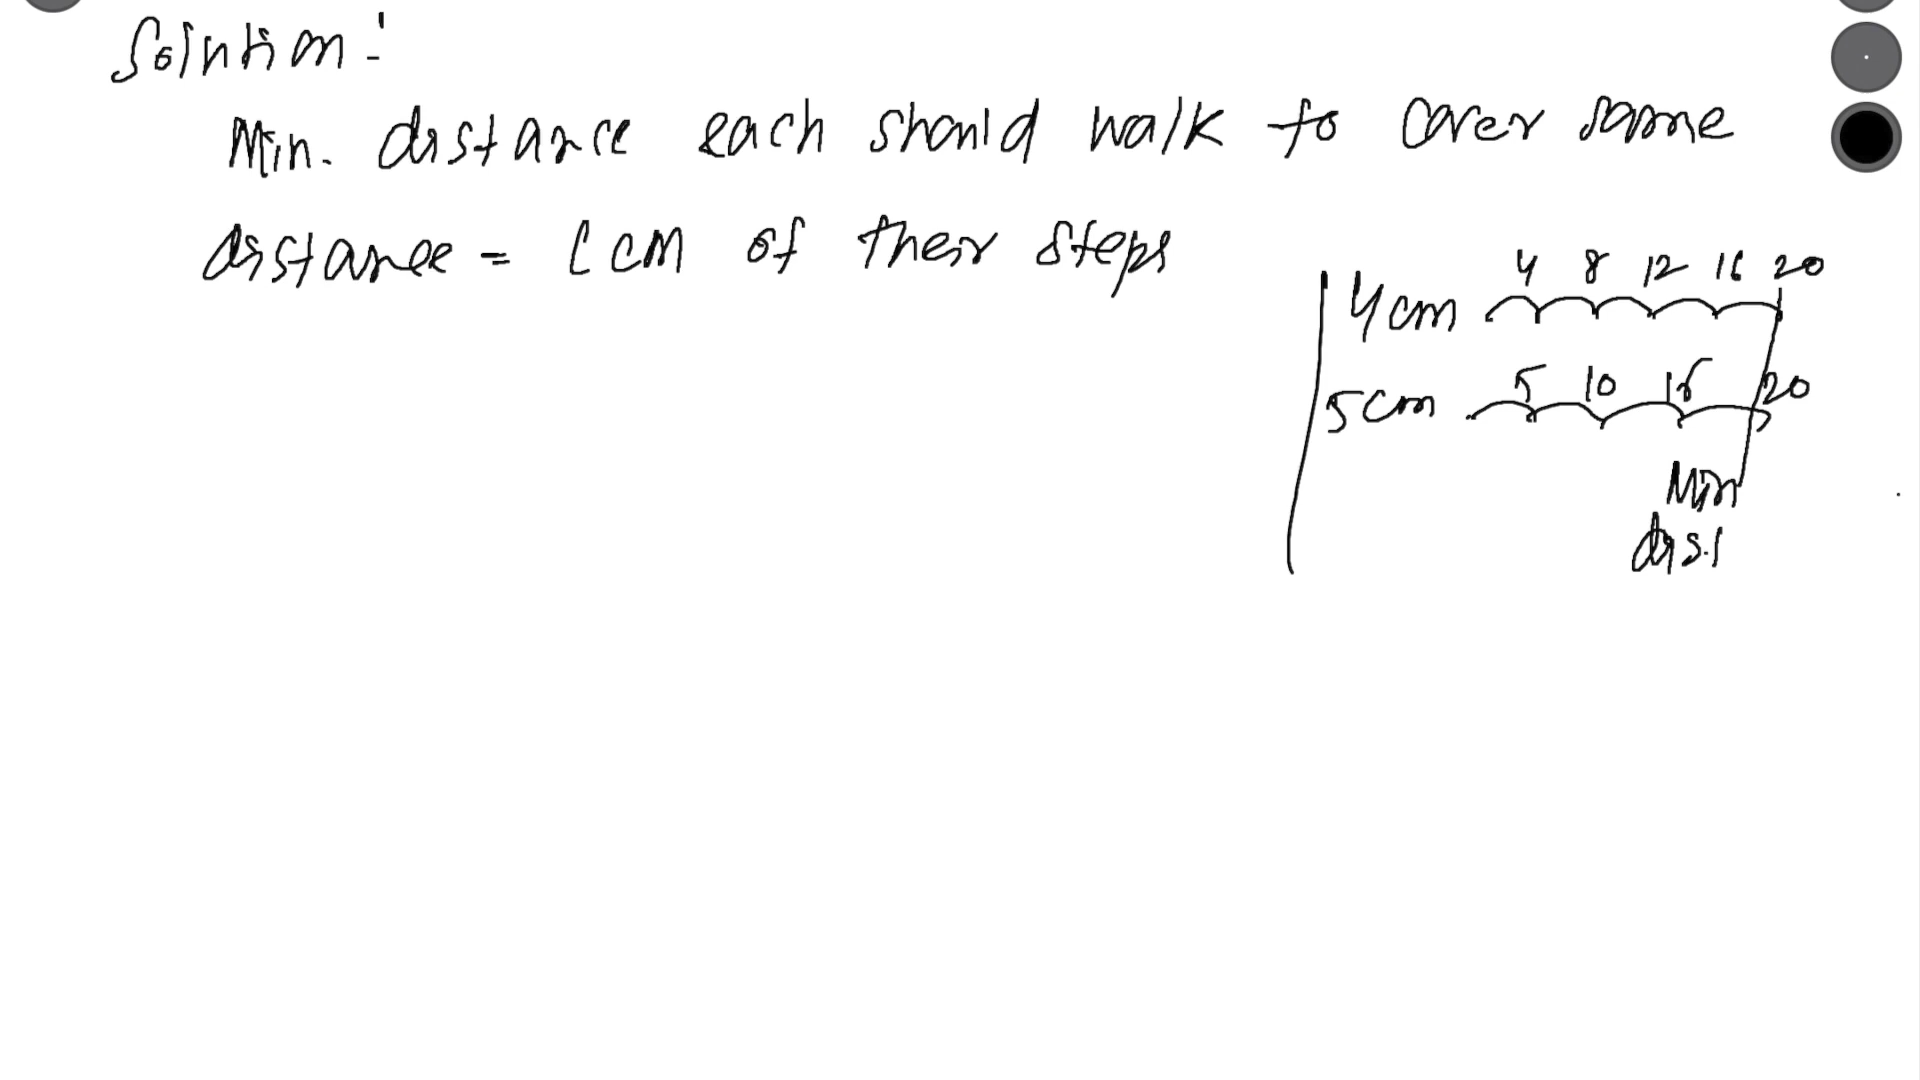 Solution :-
Min. distance each should walk to cover same
distance = LCM of their steps
4 8 12 16 20
4cm
5 10 15 20
5cm
Min
dist